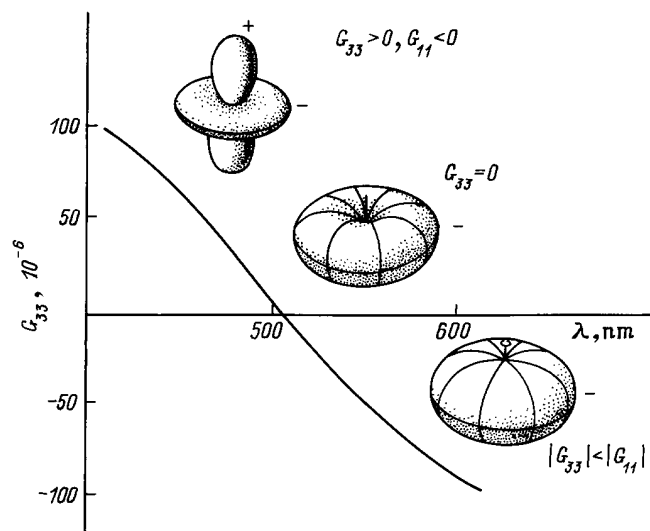 +
G₃₃>0, G₁₁<0
−
100
G₃₃=0
50
−
G₃₃, 10⁻⁶
500
600
λ, nm
−
-50
|G₃₃|<|G₁₁|
-100